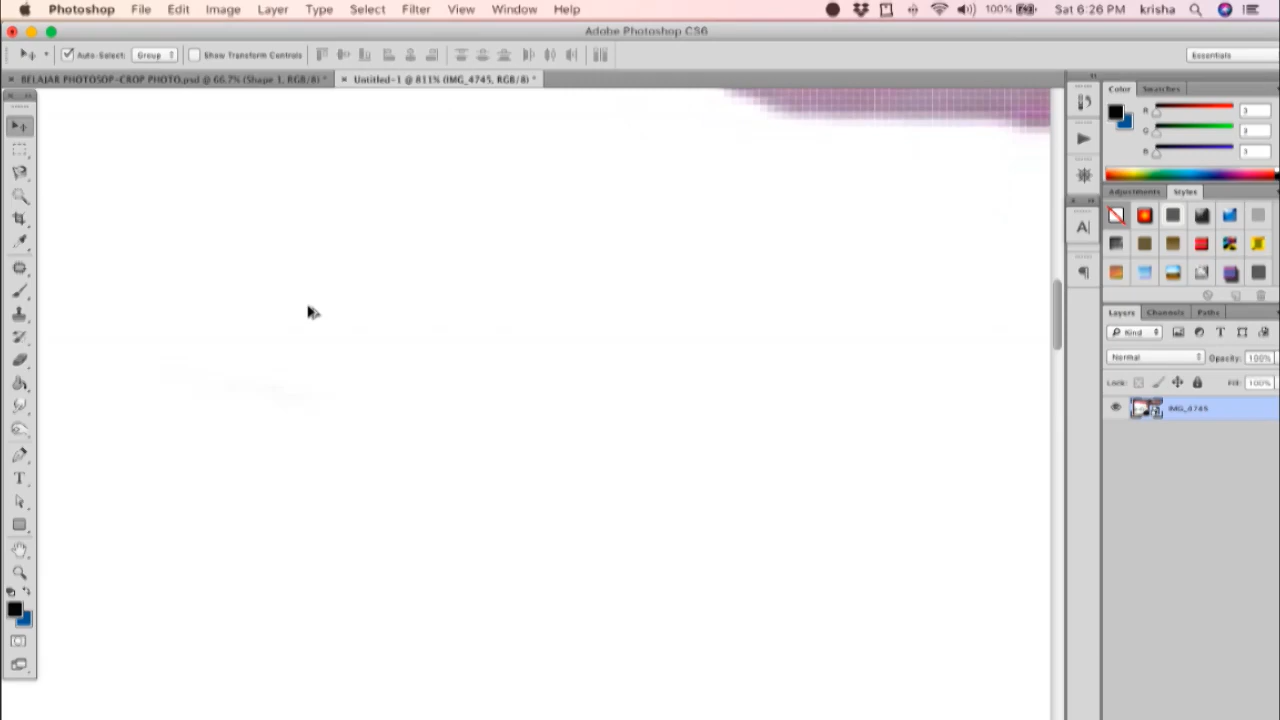 Photoshop File Edit Image Layer Type Select Filter View Window Help 100% Sat 6:26 PM krisha
Adobe Photoshop CS6
Auto-Select: Group Show Transform Controls Essentials
BELAJAR PHOTOSOP-CROP PHOTO.psd @ 66.7% (Shape 1, RGB/8) * Untitled-1 @ 811% (IMG_4745, RGB/8) *
Color Swatches
R 3
G 3
B 3
Adjustments Styles
Layers Channels Paths
Kind
Normal Opacity: 100%
Lock: Fill: 100%
IMG_4745